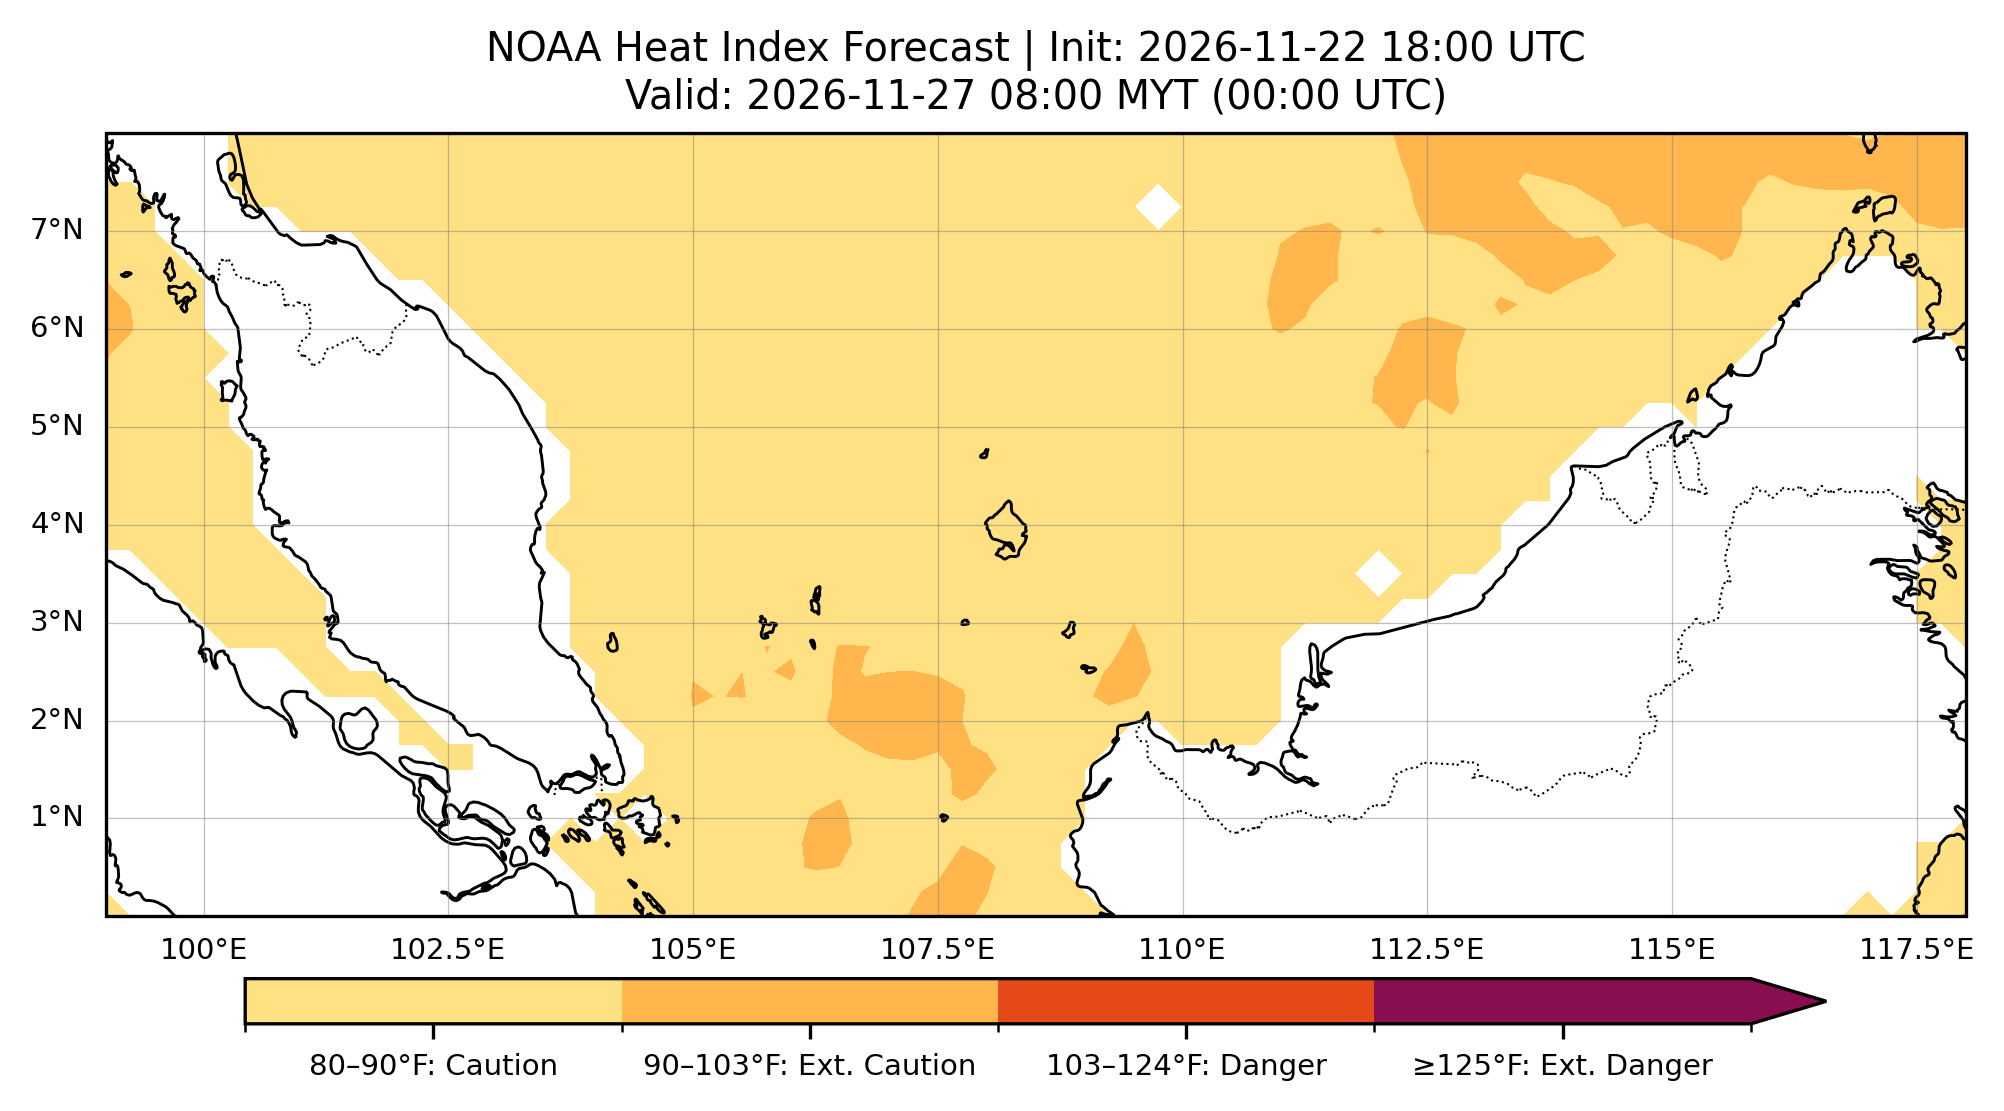 NOAA Heat Index Forecast | Init: 2026-11-22 18:00 UTC
Valid: 2026-11-27 08:00 MYT (00:00 UTC)
7°N
6°N
5°N
4°N
3°N
2°N
1°N
100°E 102.5°E 105°E 107.5°E 110°E 112.5°E 115°E 117.5°E
80–90°F: Caution 90–103°F: Ext. Caution 103–124°F: Danger ≥125°F: Ext. Danger